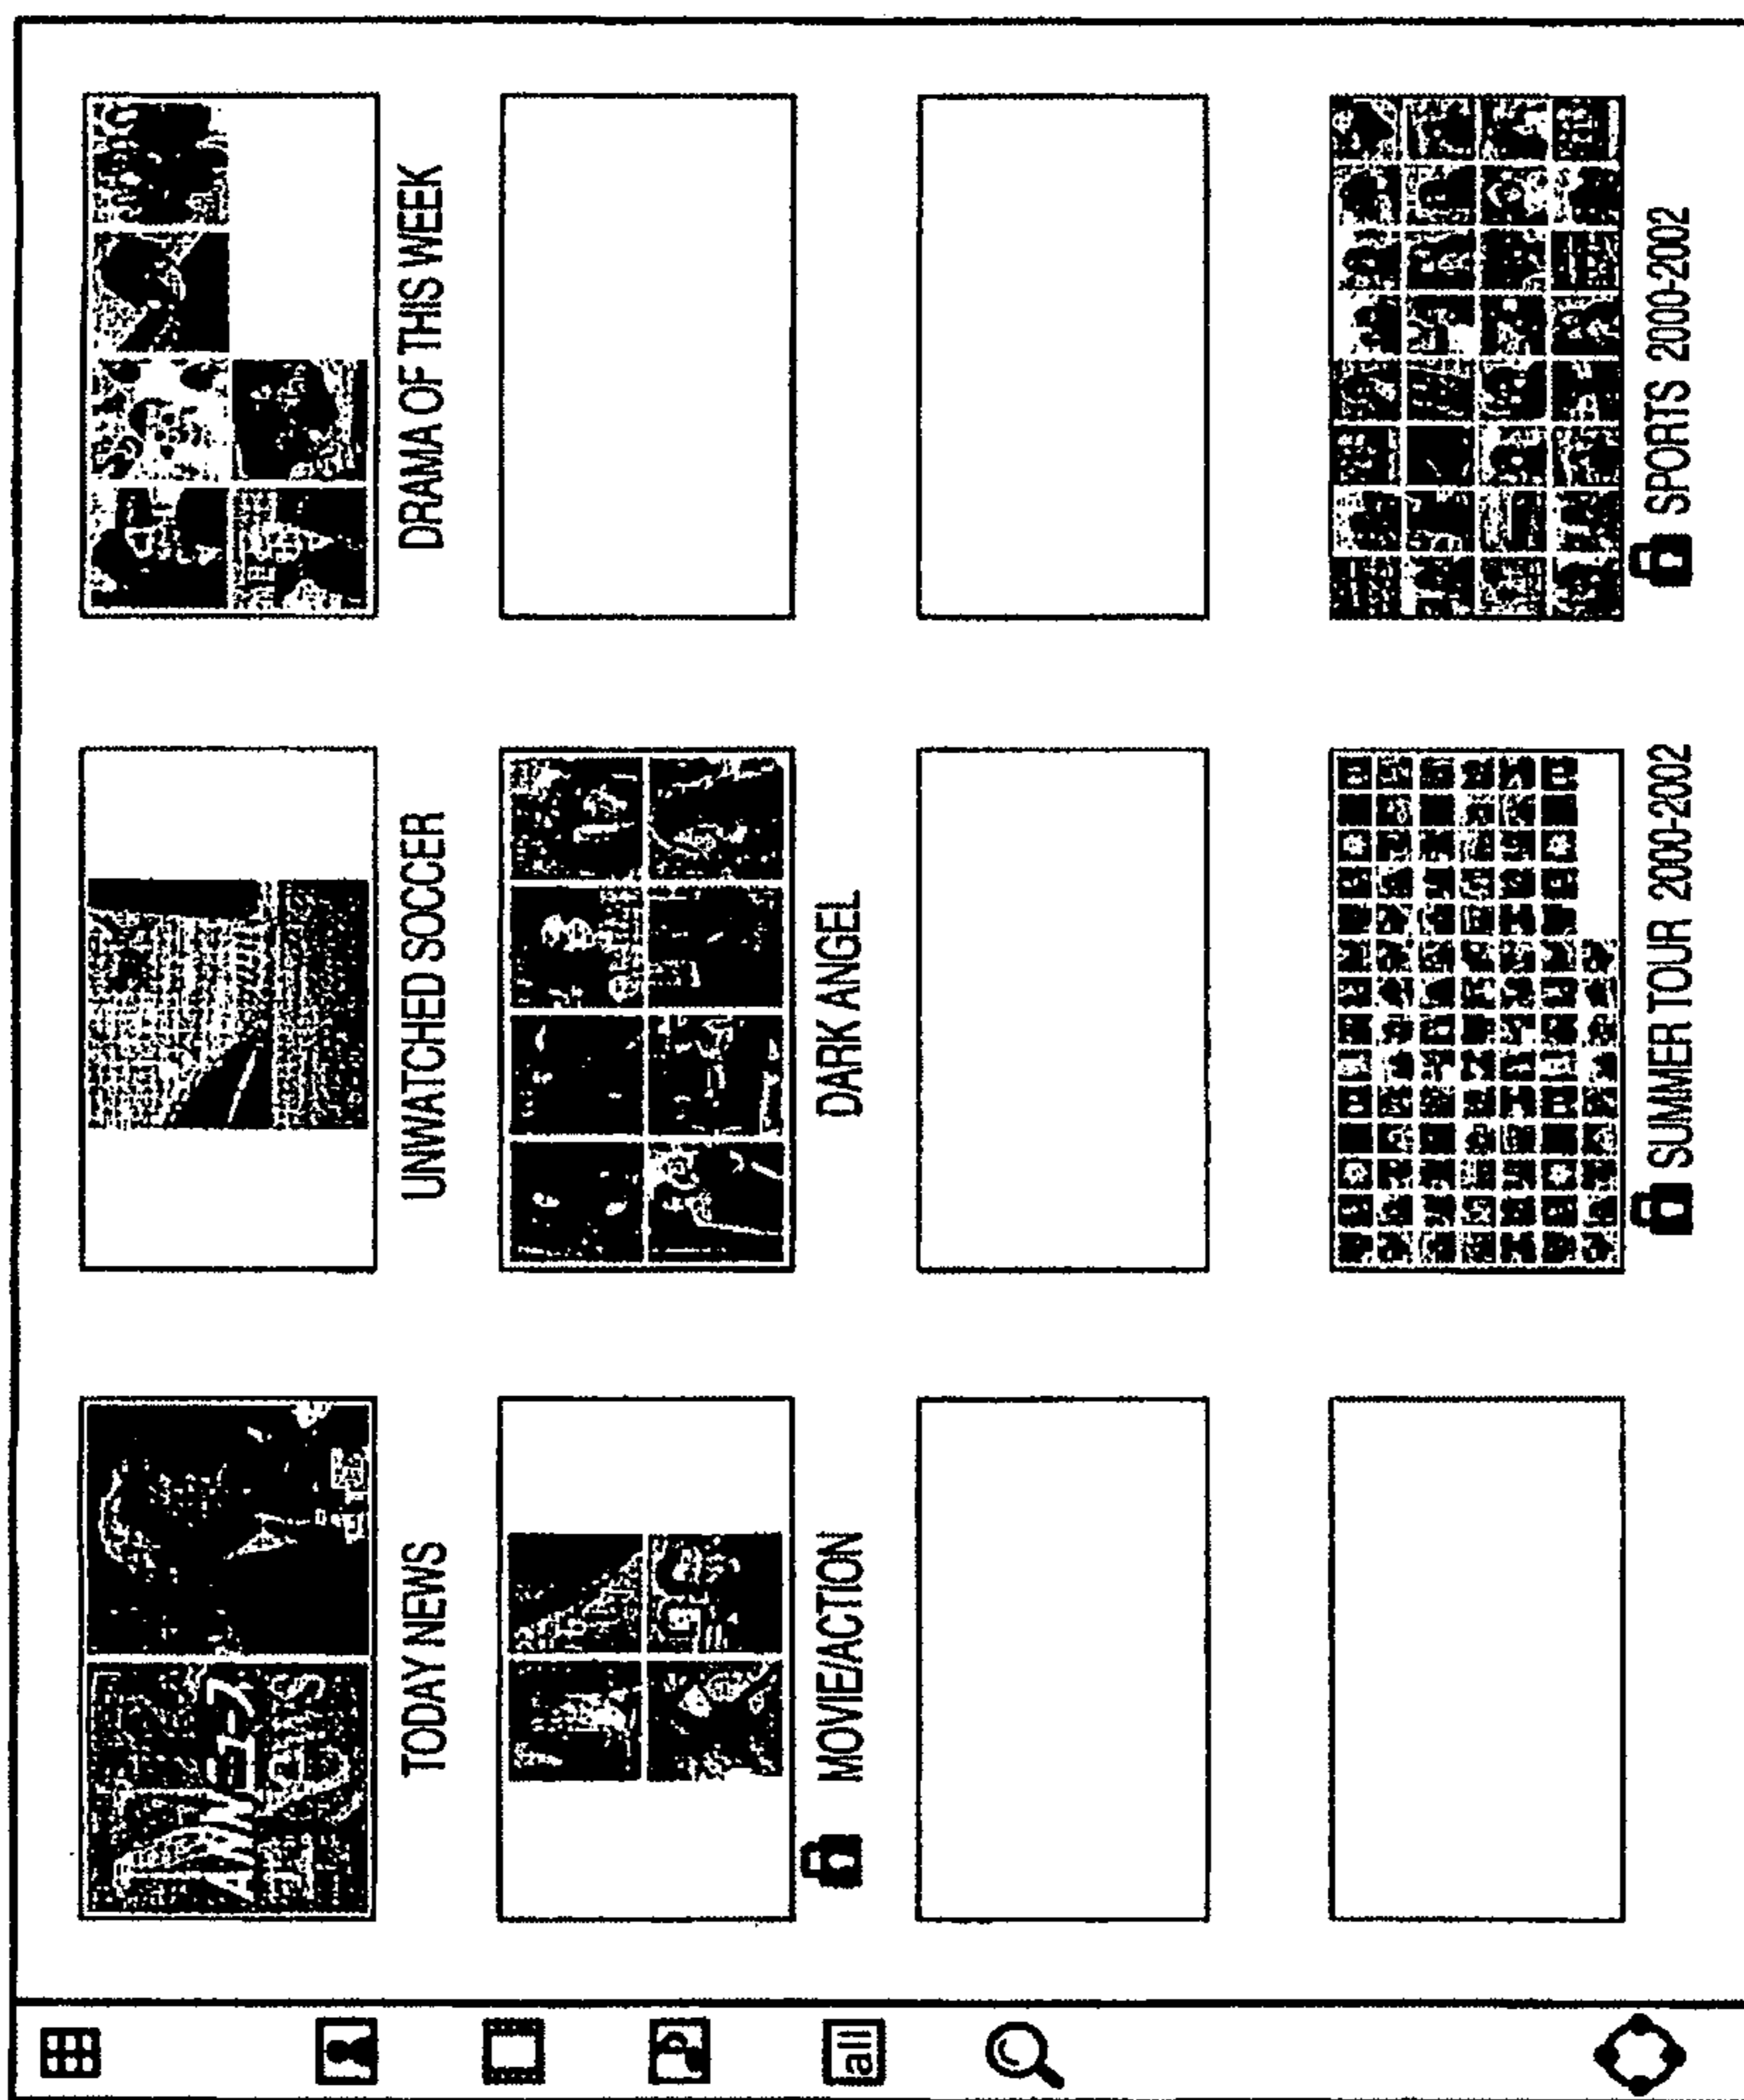 all
TODAY NEWS
UNWATCHED SOCCER
DRAMA OF THIS WEEK
MOVIE/ACTION
DARK ANGEL
SUMMER TOUR 2000-2002
SPORTS 2000-2002